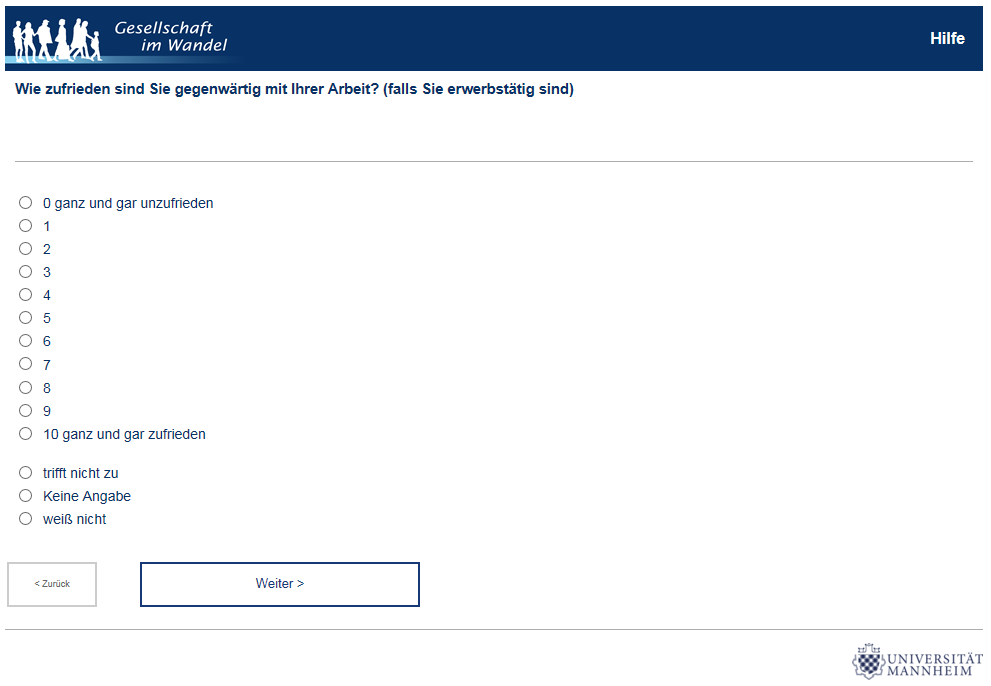 Gesellschaft
im Wandel
Hilfe
Wie zufrieden sind Sie gegenwärtig mit Ihrer Arbeit? (falls Sie erwerbstätig sind)
0 ganz und gar unzufrieden
1
2
3
4
5
6
7
8
9
10 ganz und gar zufrieden
trifft nicht zu
Keine Angabe
weiß nicht
< Zurück
Weiter >
UNIVERSITÄT
MANNHEIM